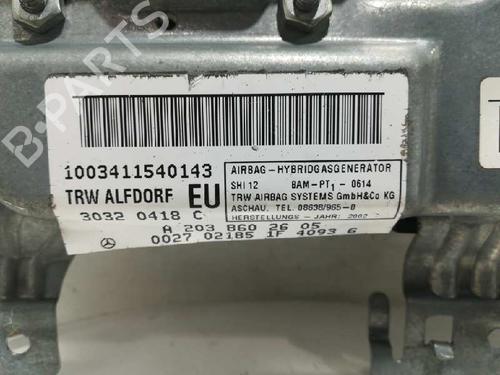 B-PARTS
1003411540143
TRW ALFDORF EU
3032 0418 C
AIRBAG-HYBRIDGASGENERATOR
SHI 12 BAM-PT1-0614
TRW AIRBAG SYSTEMS GmbH&Co KG
ASCHAU, TEL. 08638/965-0
HERSTELLUNGS - JAHR: 2002
A 203 860 26 05
0027 02185 1F 4093 6